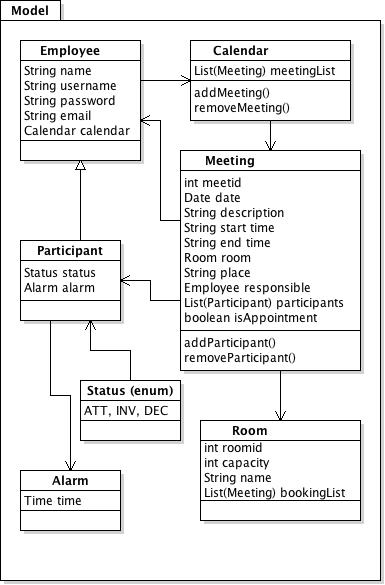 Model
Employee
String name
String username
String password
String email
Calendar calendar
Calendar
List(Meeting) meetingList
addMeeting()
removeMeeting()
Meeting
int meetid
Date date
String description
String start time
String end time
Room room
String place
Employee responsible
List(Participant) participants
boolean isAppointment
addParticipant()
removeParticipant()
Participant
Status status
Alarm alarm
Status (enum)
ATT, INV, DEC
Room
int roomid
int capacity
String name
List(Meeting) bookingList
Alarm
Time time